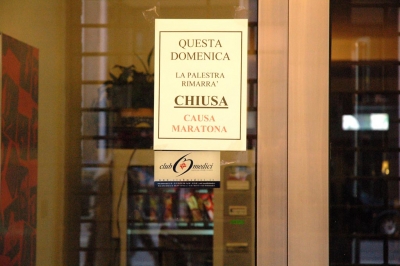 QUESTA
DOMENICA
LA PALESTRA
RIMARRA'
CHIUSA
CAUSA
MARATONA
club medici